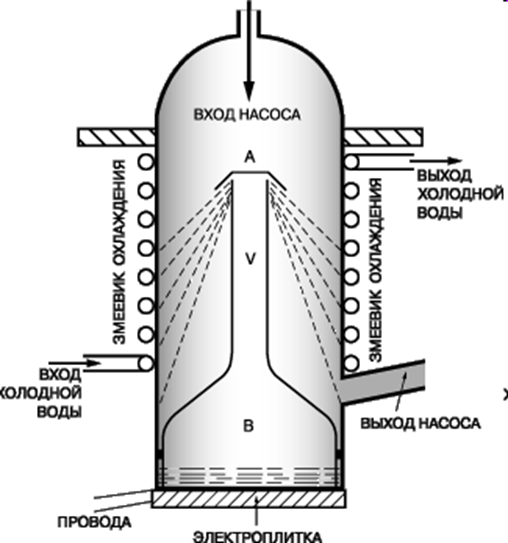 ВХОД НАСОСА
А
ВЫХОД
ХОЛОДНОЙ
ВОДЫ
ЗМЕЕВИК ОХЛАЖДЕНИЯ
ЗМЕЕВИК ОХЛАЖДЕНИЯ
V
ВХОД
ХОЛОДНОЙ
ВОДЫ
В
ВЫХОД НАСОСА
ПРОВОДА
ЭЛЕКТРОПЛИТКА